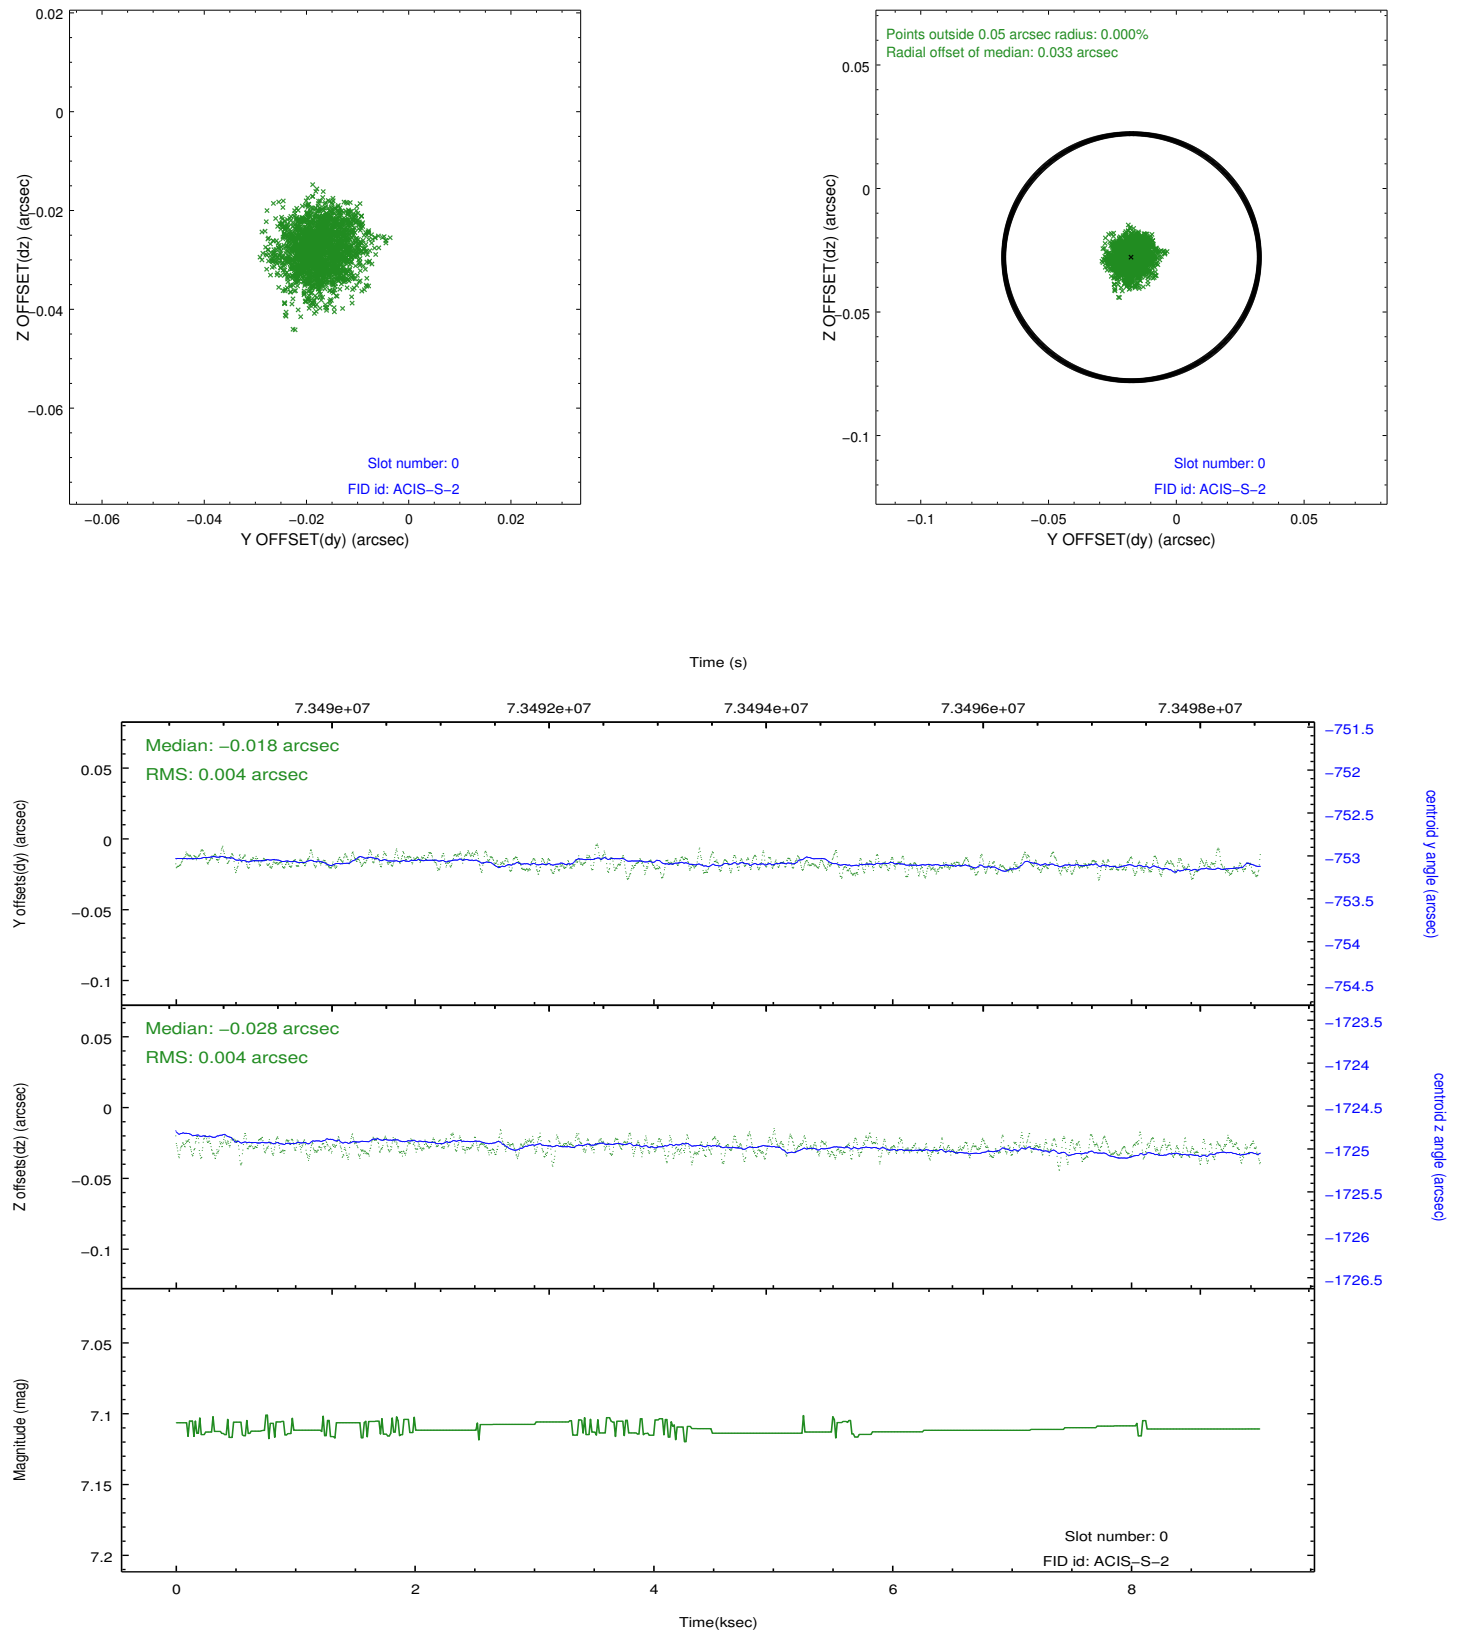 0.02
0
−0.02
−0.04
−0.06
Z OFFSET(dz) (arcsec)
Slot number: 0
FID id: ACIS−S−2
−0.06
−0.04
−0.02
0
0.02
Y OFFSET(dy) (arcsec)
Points outside 0.05 arcsec radius: 0.000%
Radial offset of median: 0.033 arcsec
0.05
0
−0.05
−0.1
Z OFFSET(dz) (arcsec)
Slot number: 0
FID id: ACIS−S−2
−0.1
−0.05
0
0.05
Y OFFSET(dy) (arcsec)
Time (s)
7.349e+07
7.3492e+07
7.3494e+07
7.3496e+07
7.3498e+07
Median: −0.018 arcsec
RMS: 0.004 arcsec
0.05
0
−0.05
−0.1
Y offsets(dy) (arcsec)
−751.5
−752
−752.5
−753
−753.5
−754
−754.5
centroid y angle (arcsec)
Median: −0.028 arcsec
RMS: 0.004 arcsec
0.05
0
−0.05
−0.1
Z offsets(dz) (arcsec)
−1723.5
−1724
−1724.5
−1725
−1725.5
−1726
−1726.5
centroid z angle (arcsec)
7.05
7.1
7.15
7.2
Magnitude (mag)
Slot number: 0
FID id: ACIS−S−2
0
2
4
6
8
Time(ksec)